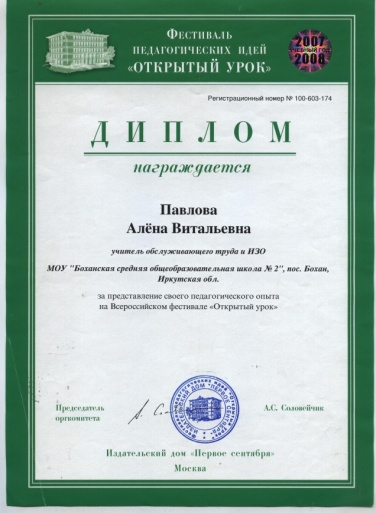 ФЕСТИВАЛЬ
ПЕДАГОГИЧЕСКИХ ИДЕЙ
«ОТКРЫТЫЙ УРОК»
2007
УЧЕБНЫЙ ГОД
2008
Регистрационный номер № 100-603-174
ДИПЛОМ
награждается
Павлова
Алёна Витальевна
учитель обслуживающего труда и ИЗО
МОУ "Боханская средняя общеобразовательная школа № 2", пос. Бохан,
Иркутская обл.
за представление своего педагогического опыта
на Всероссийском фестивале «Открытый урок»
Председатель
оргкомитета
А.С. Соловейчик
Издательский дом «Первое сентября»
Москва